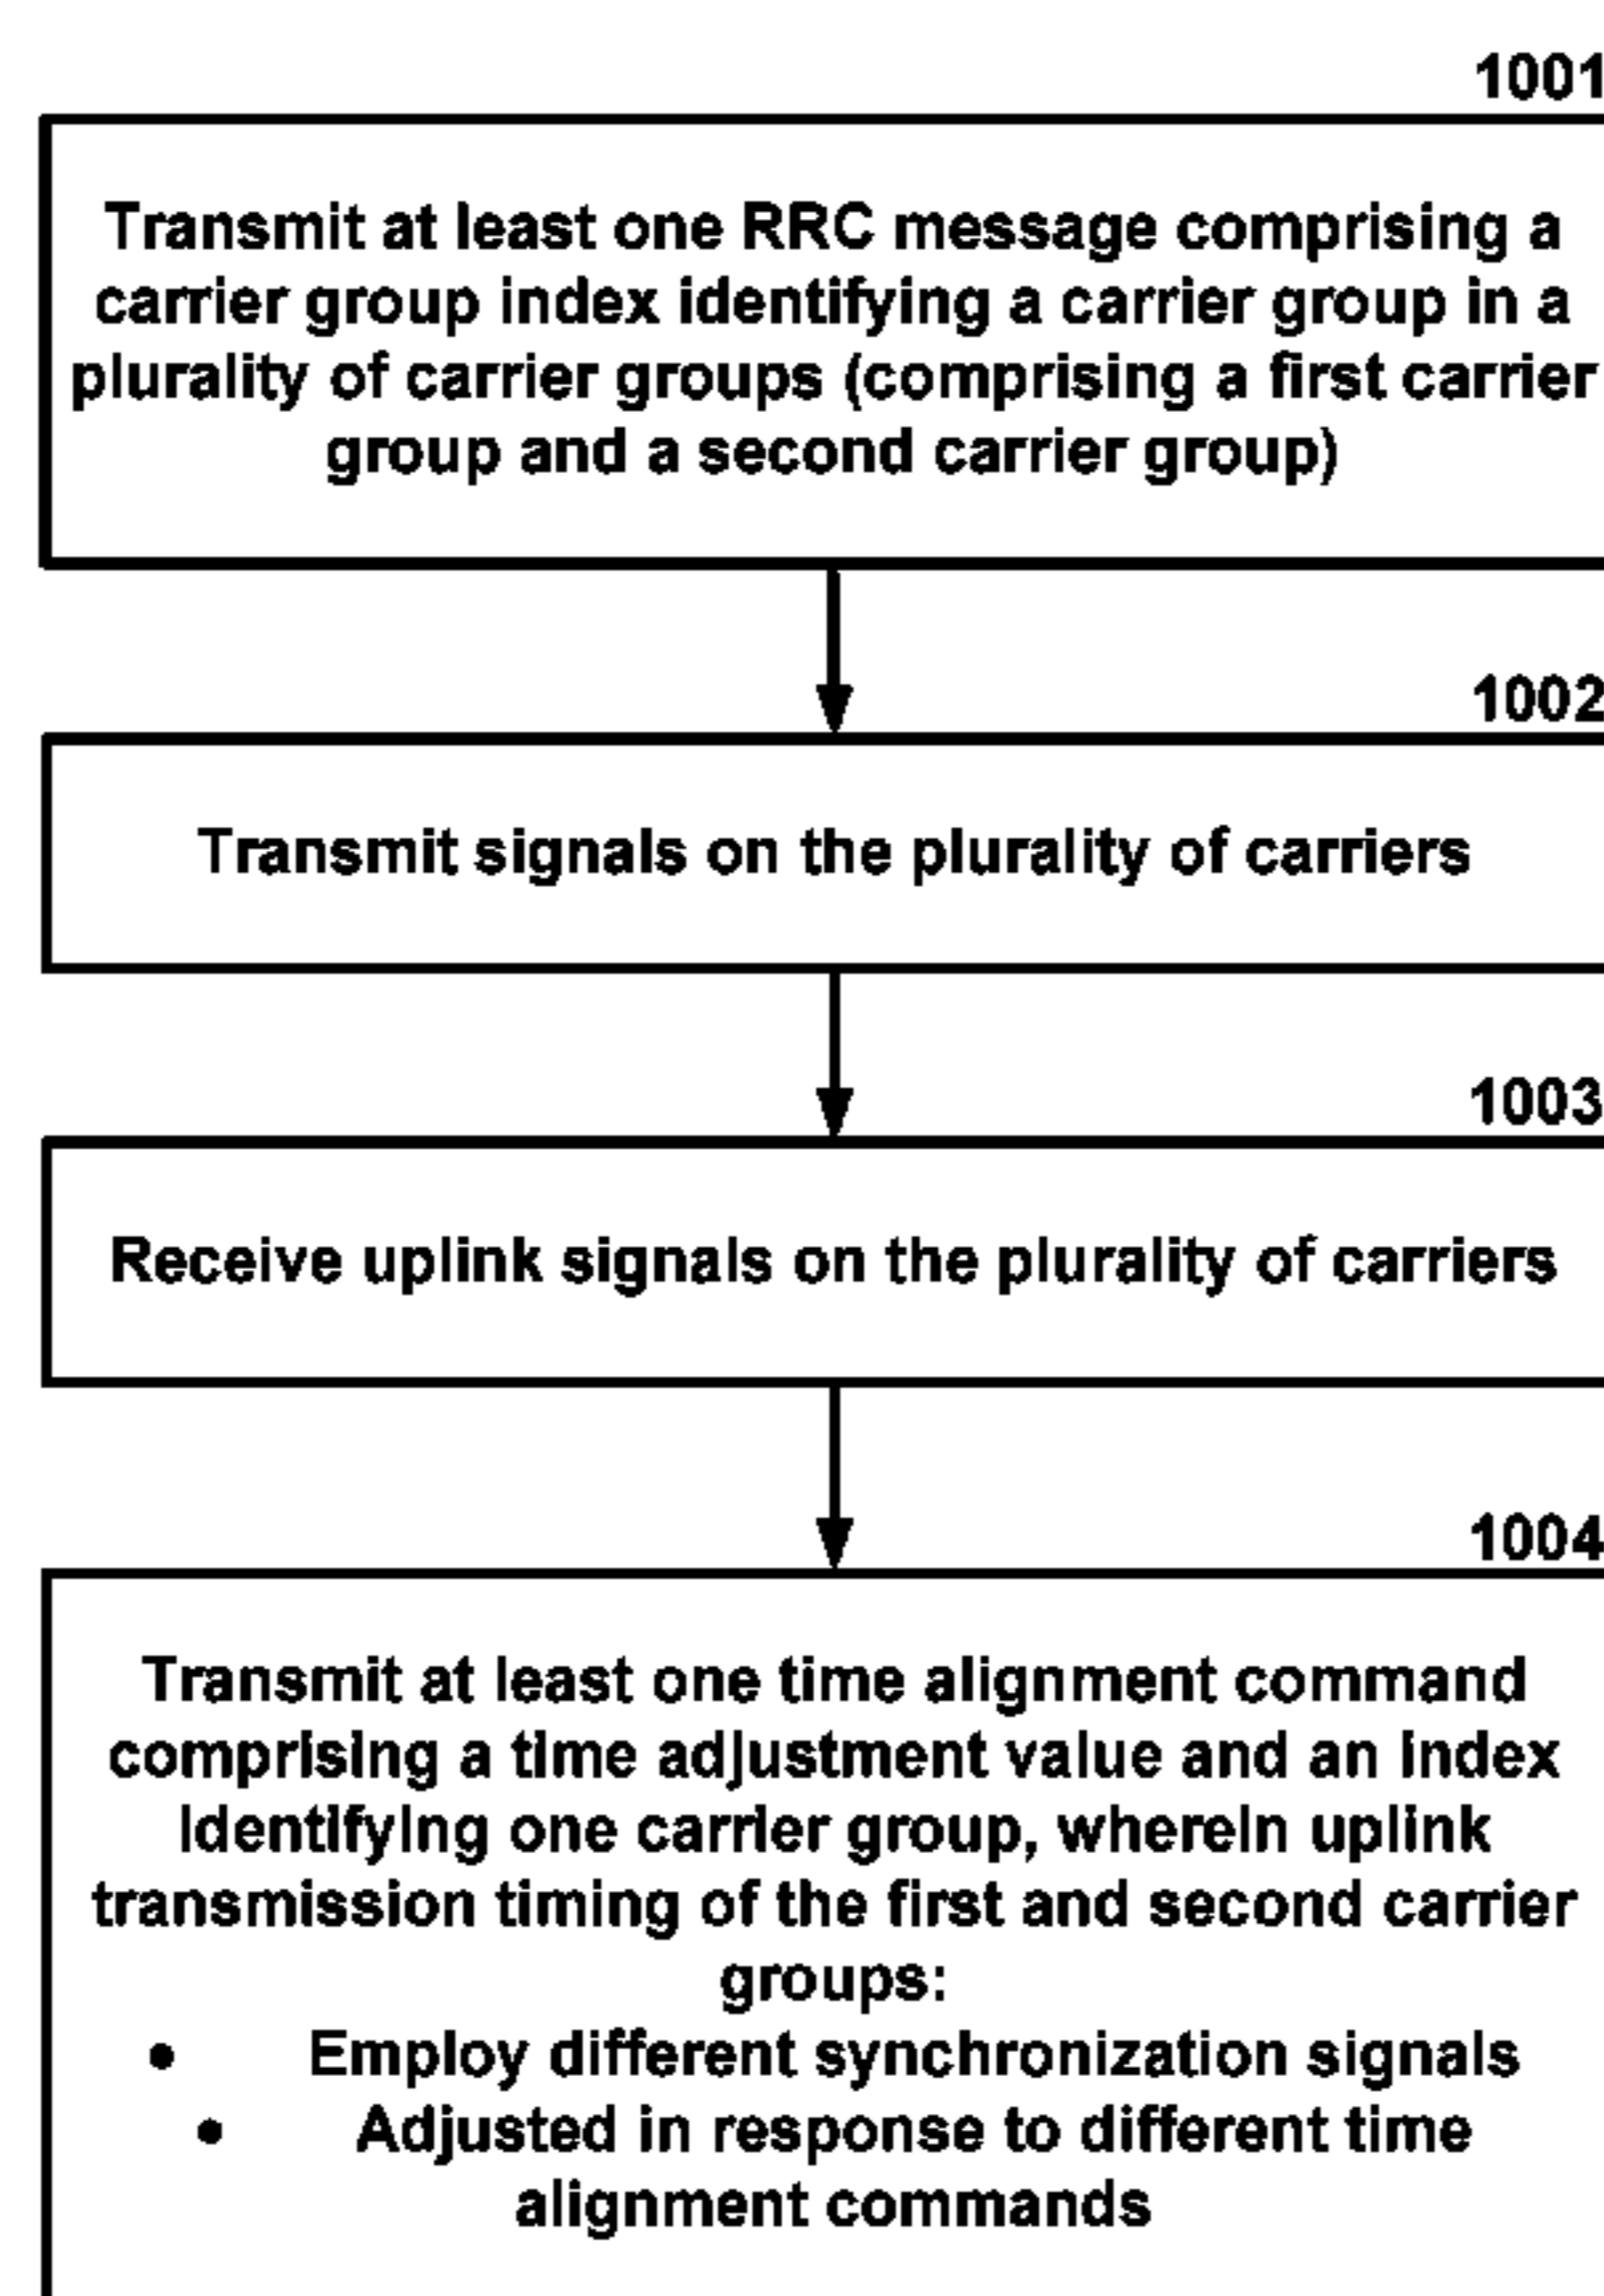 1001
Transmit at least one RRC message comprising a
carrier group index identifying a carrier group in a
plurality of carrier groups (comprising a first carrier
group and a second carrier group)
1002
Transmit signals on the plurality of carriers
1003
Receive uplink signals on the plurality of carriers
1004
Transmit at least one time alignment command
comprising a time adjustment value and an index
identifying one carrier group, wherein uplink
transmission timing of the first and second carrier
groups:
• Employ different synchronization signals
• Adjusted in response to different time
alignment commands